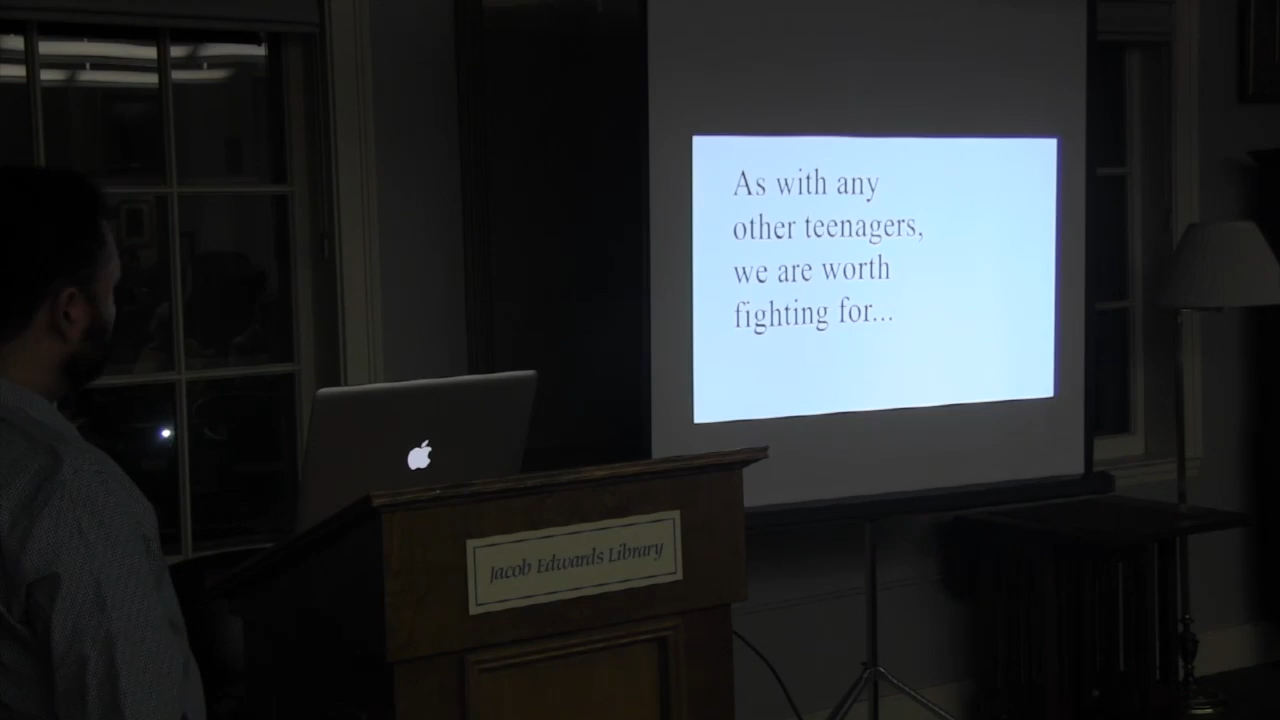 As with any
other teenagers,
we are worth
fighting for...
Jacob Edwards Library